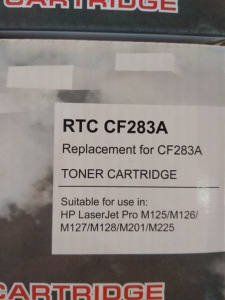 CARTRIDGE
RTC CF283A
Replacement for CF283A
TONER CARTRIDGE
Suitable for use in:
HP LaserJet Pro M125/M126/
M127/M128/M201/M225
CARTRIDGE